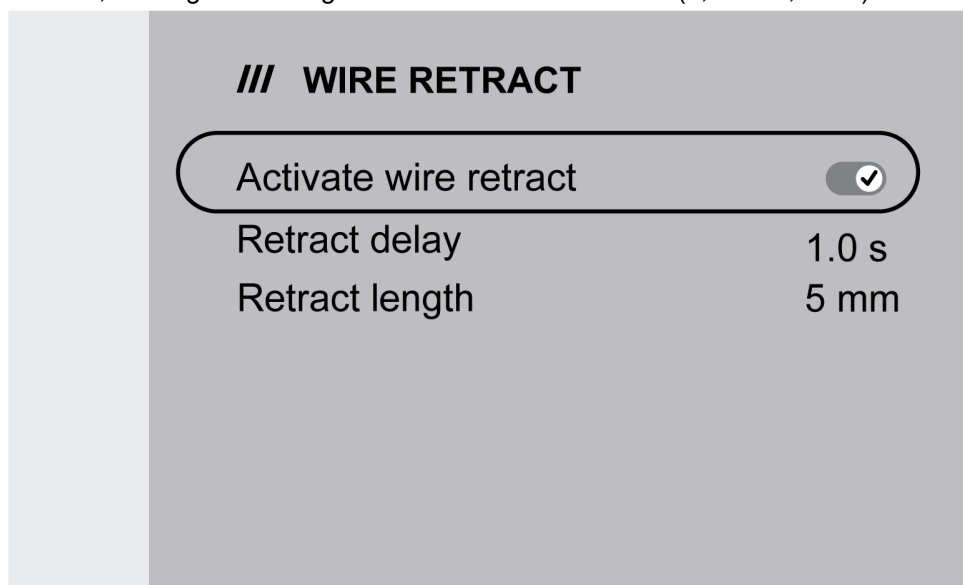 /// WIRE RETRACT
Activate wire retract
Retract delay 1.0 s
Retract length 5 mm